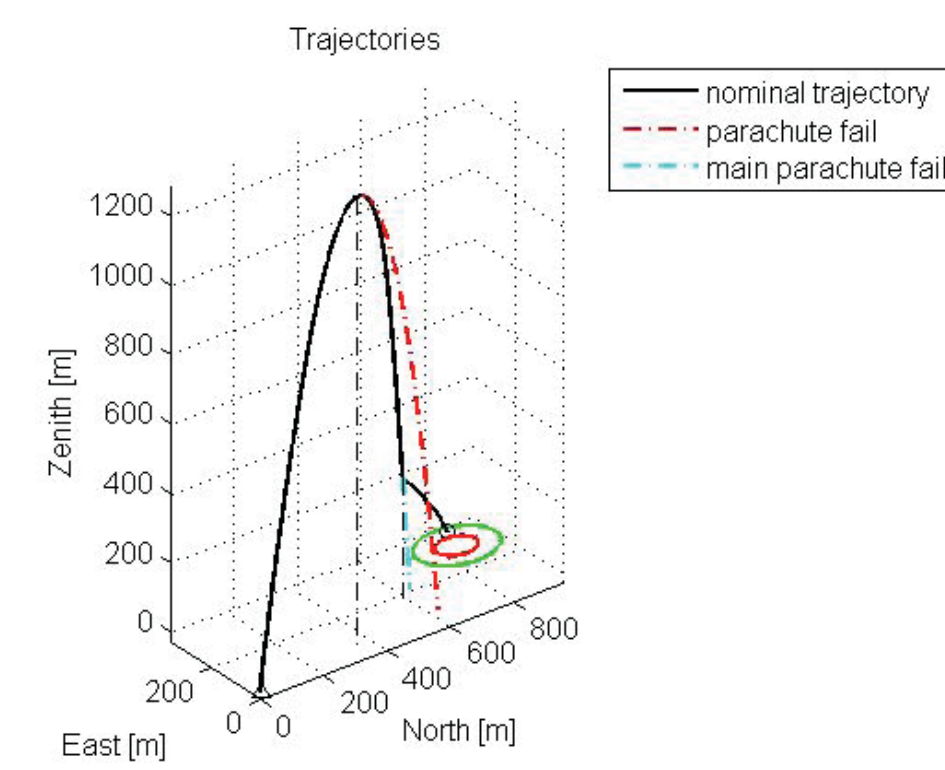 Trajectories
nominal trajectory
parachute fail
main parachute fail
1200
1000
800
600
400
200
0
Zenith [m]
200
0
East [m]
0
200
400
600
800
North [m]